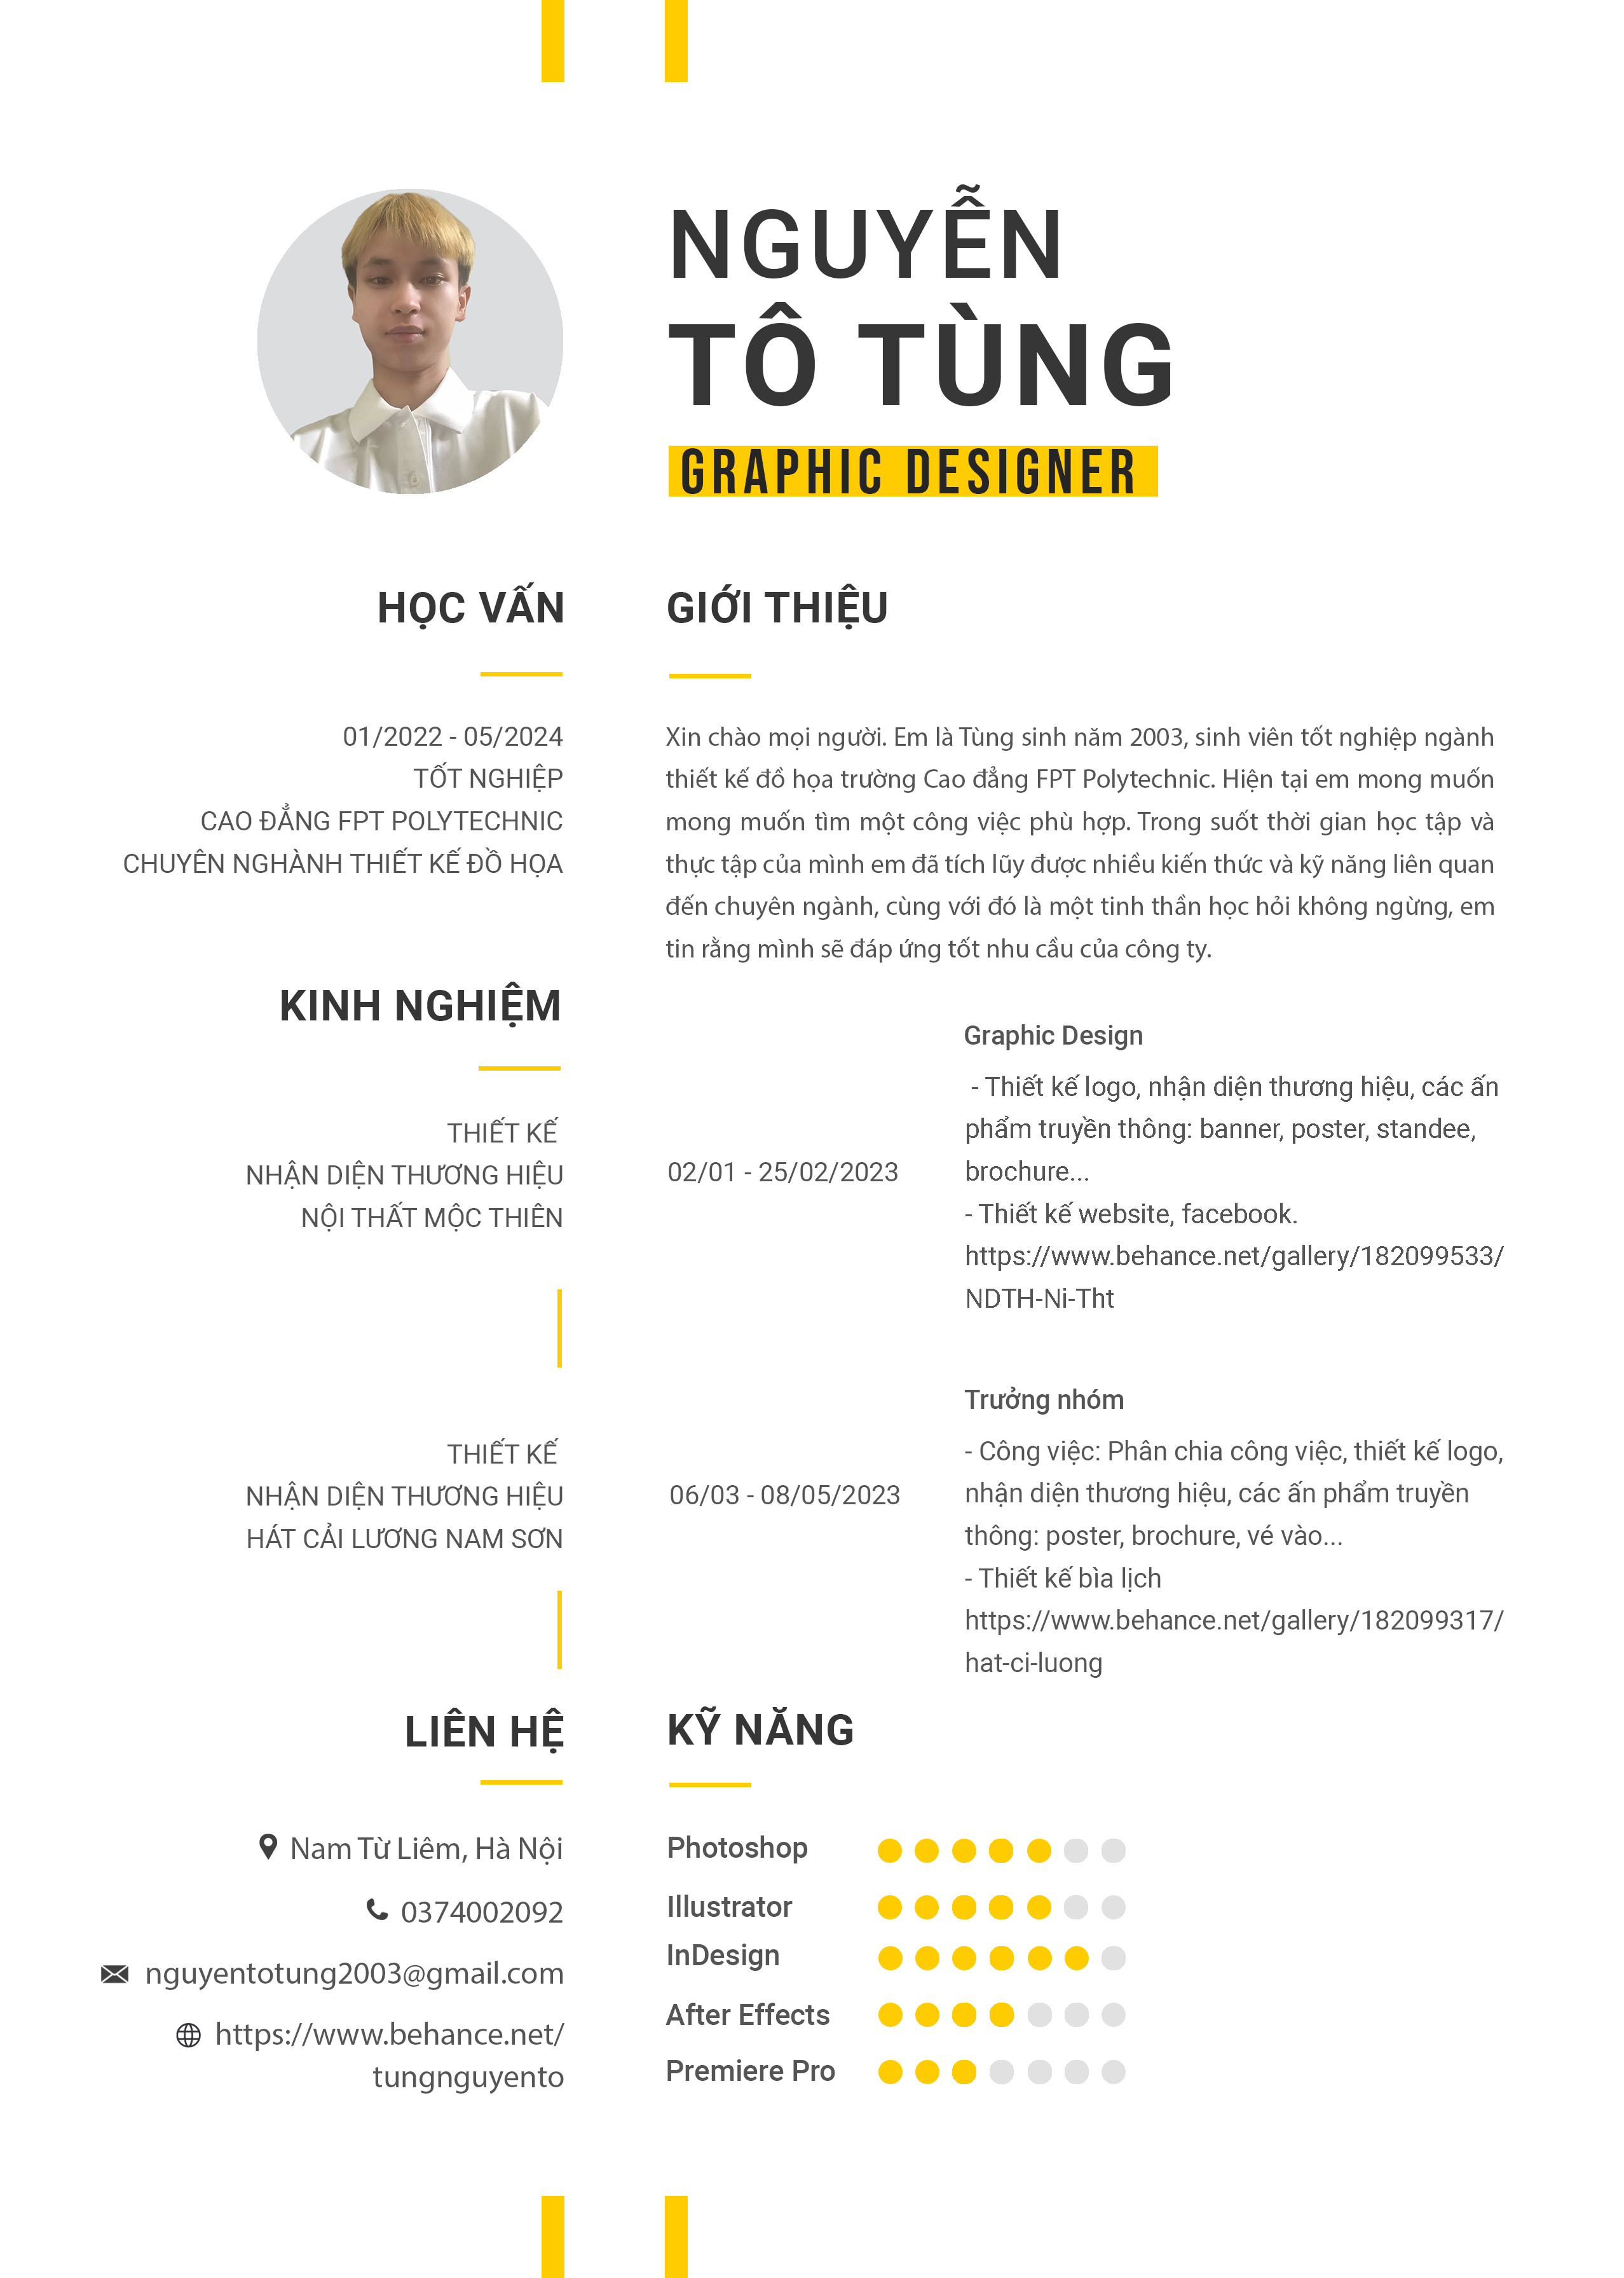 NGUYỄN
TÔ TÙNG
GRAPHIC DESIGNER
HỌC VẤN
01/2022 - 05/2024
TỐT NGHIỆP
CAO ĐẲNG FPT POLYTECHNIC
CHUYÊN NGHÀNH THIẾT KẾ ĐỒ HỌA
GIỚI THIỆU
Xin chào mọi người. Em là Tùng sinh năm 2003, sinh viên tốt nghiệp ngành
thiết kế đồ họa trường Cao đẳng FPT Polytechnic. Hiện tại em mong muốn
mong muốn tìm một công việc phù hợp. Trong suốt thời gian học tập và
thực tập của mình em đã tích lũy được nhiều kiến thức và kỹ năng liên quan
đến chuyên ngành, cùng với đó là một tinh thần học hỏi không ngừng, em
tin rằng mình sẽ đáp ứng tốt nhu cầu của công ty.
KINH NGHIỆM
THIẾT KẾ
NHẬN DIỆN THƯƠNG HIỆU
NỘI THẤT MỘC THIÊN
02/01 - 25/02/2023
Graphic Design
- Thiết kế logo, nhận diện thương hiệu, các ấn
phẩm truyền thông: banner, poster, standee,
brochure...
- Thiết kế website, facebook.
https://www.behance.net/gallery/182099533/
NDTH-Ni-Tht
THIẾT KẾ
NHẬN DIỆN THƯƠNG HIỆU
HÁT CẢI LƯƠNG NAM SƠN
06/03 - 08/05/2023
Trưởng nhóm
- Công việc: Phân chia công việc, thiết kế logo,
nhận diện thương hiệu, các ấn phẩm truyền
thông: poster, brochure, vé vào...
- Thiết kế bìa lịch
https://www.behance.net/gallery/182099317/
hat-ci-luong
LIÊN HỆ
Nam Từ Liêm, Hà Nội
0374002092
nguyentotung2003@gmail.com
https://www.behance.net/
tungnguyento
KỸ NĂNG
Photoshop
Illustrator
InDesign
After Effects
Premiere Pro